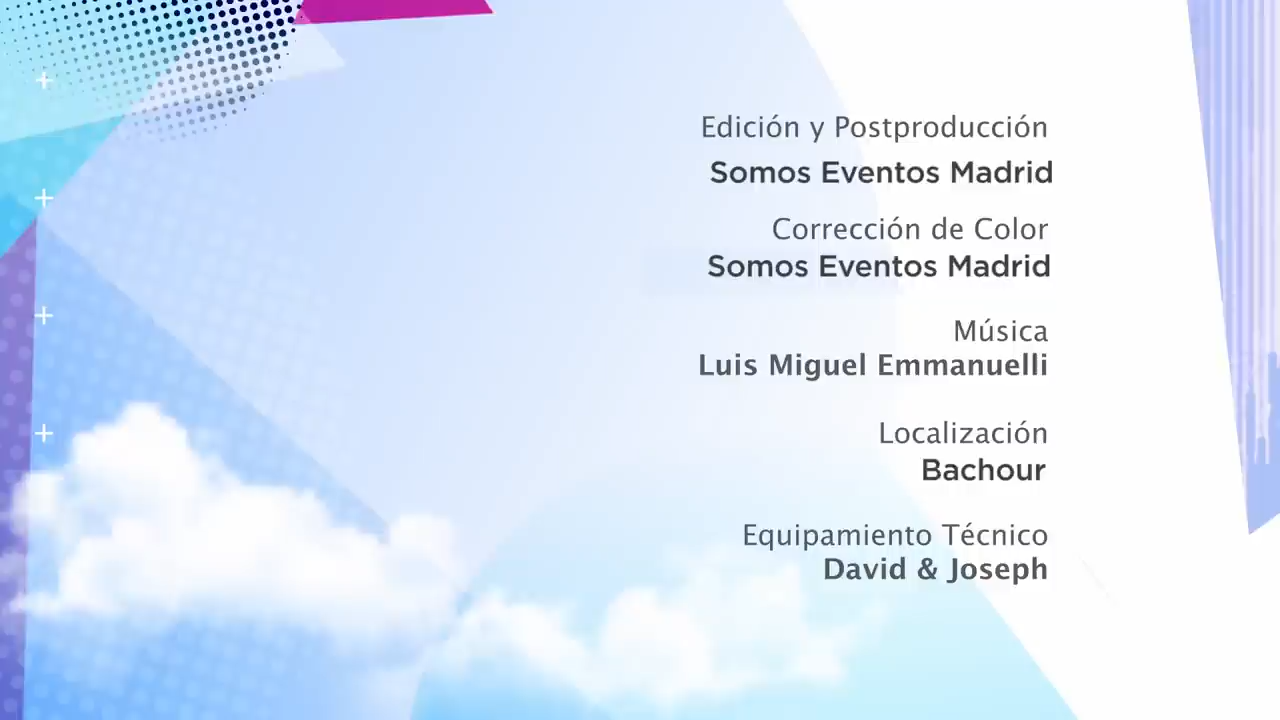 Edición y Postproducción
Somos Eventos Madrid
Corrección de Color
Somos Eventos Madrid
Música
Luis Miguel Emmanuelli
Localización
Bachour
Equipamiento Técnico
David & Joseph